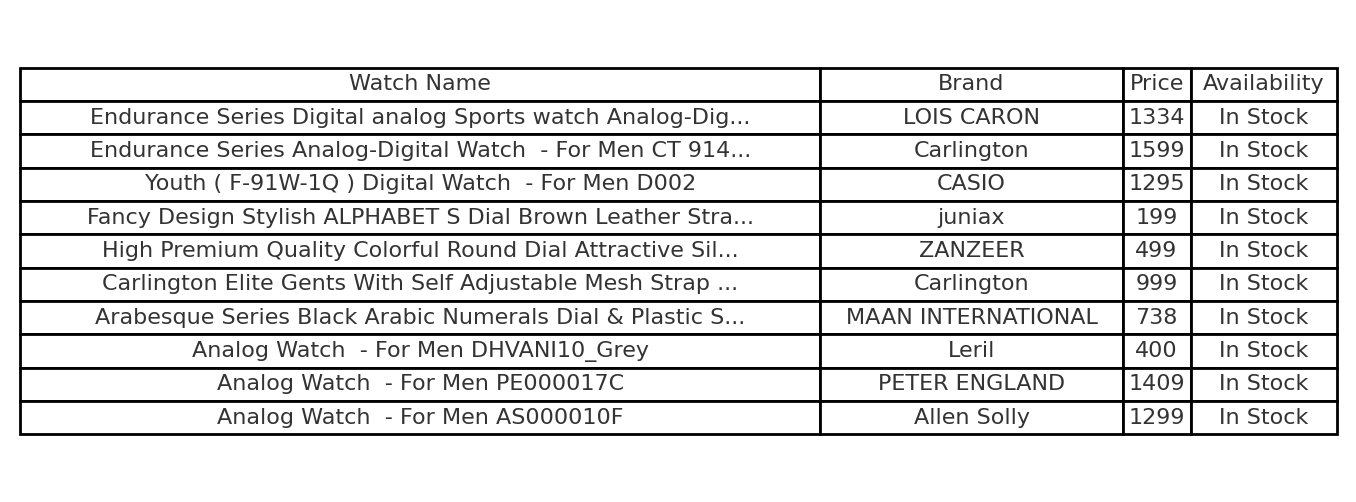 Watch Name Brand Price Availability
Endurance Series Digital analog Sports watch Analog-Dig... LOIS CARON 1334 In Stock
Endurance Series Analog-Digital Watch  - For Men CT 914... Carlington 1599 In Stock
Youth ( F-91W-1Q ) Digital Watch  - For Men D002 CASIO 1295 In Stock
Fancy Design Stylish ALPHABET S Dial Brown Leather Stra... juniax 199 In Stock
High Premium Quality Colorful Round Dial Attractive Sil... ZANZEER 499 In Stock
Carlington Elite Gents With Self Adjustable Mesh Strap ... Carlington 999 In Stock
Arabesque Series Black Arabic Numerals Dial & Plastic S... MAAN INTERNATIONAL 738 In Stock
Analog Watch  - For Men DHVANI10_Grey Leril 400 In Stock
Analog Watch  - For Men PE000017C PETER ENGLAND 1409 In Stock
Analog Watch  - For Men AS000010F Allen Solly 1299 In Stock